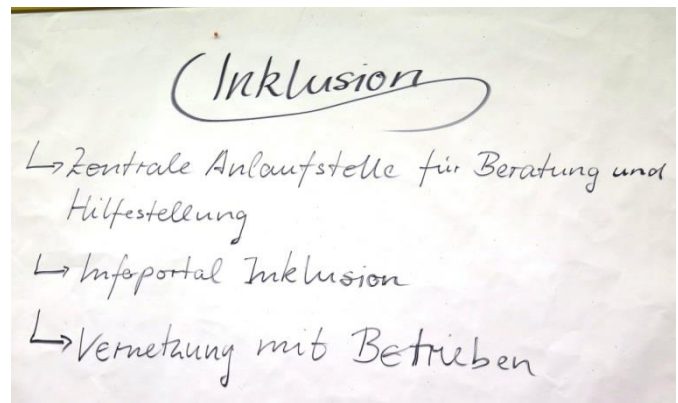 Inklusion
↳ Zentrale Anlaufstelle für Beratung und
Hilfestellung
↳ Infoportal Inklusion
↳ Vernetzung mit Betrieben